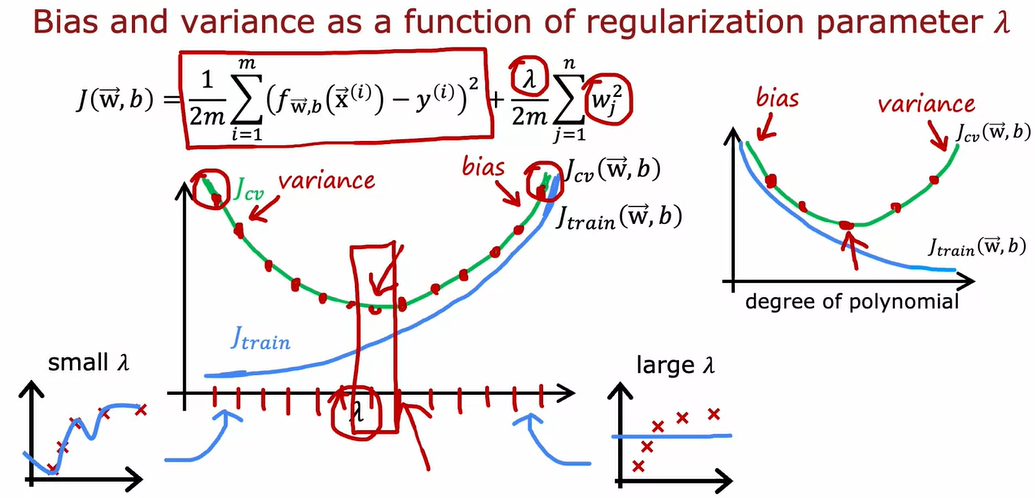 Bias and variance as a function of regularization parameter λ
J(w⃗, b) = 1/2m ∑_{i=1}^{m} (f_{w⃗,b}(x⃗^{(i)}) − y^{(i)})² + λ/2m ∑_{j=1}^{n} w_j²
J_cv
variance
bias
J_cv(w⃗, b)
J_train(w⃗, b)
J_train
λ
small λ
large λ
bias
variance
J_cv(w⃗, b)
J_train(w⃗, b)
degree of polynomial